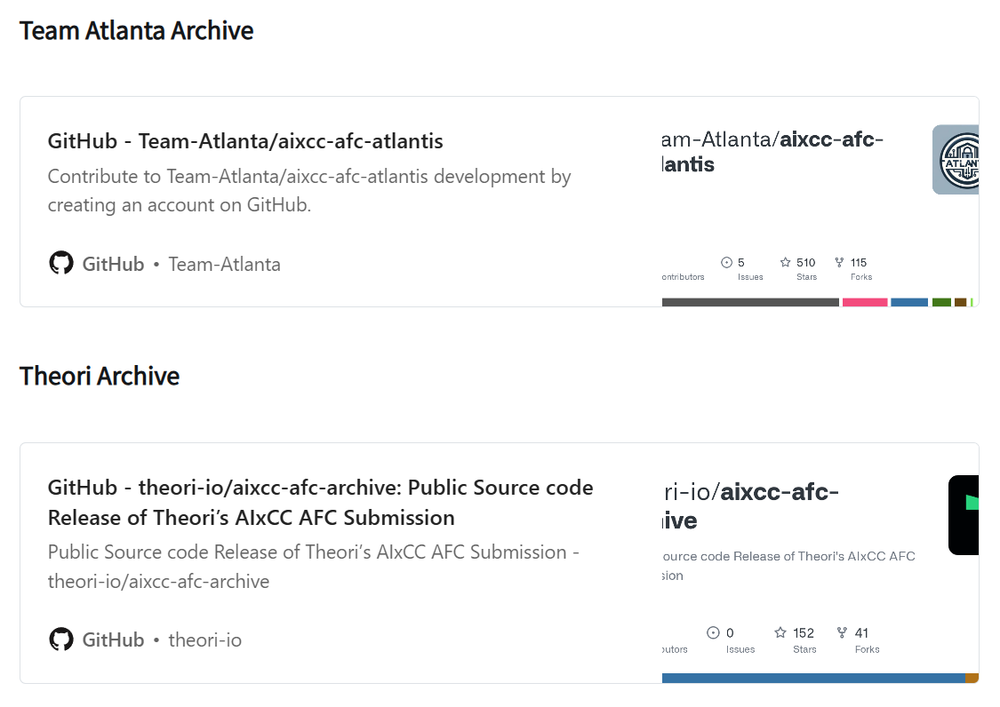 Team Atlanta Archive
GitHub - Team-Atlanta/aixcc-afc-atlantis
Contribute to Team-Atlanta/aixcc-afc-atlantis development by
creating an account on GitHub.
GitHub • Team-Atlanta
am-Atlanta/aixcc-afc-
lantis
ATLAN
5
Issues
510
Stars
115
Forks
ontributors
Theori Archive
GitHub - theori-io/aixcc-afc-archive: Public Source code
Release of Theori’s AIxCC AFC Submission
Public Source code Release of Theori’s AIxCC AFC Submission -
theori-io/aixcc-afc-archive
GitHub • theori-io
ri-io/aixcc-afc-
ive
ource code Release of Theori's AIxCC AFC
sion
0
Issues
152
Stars
41
Forks
utors